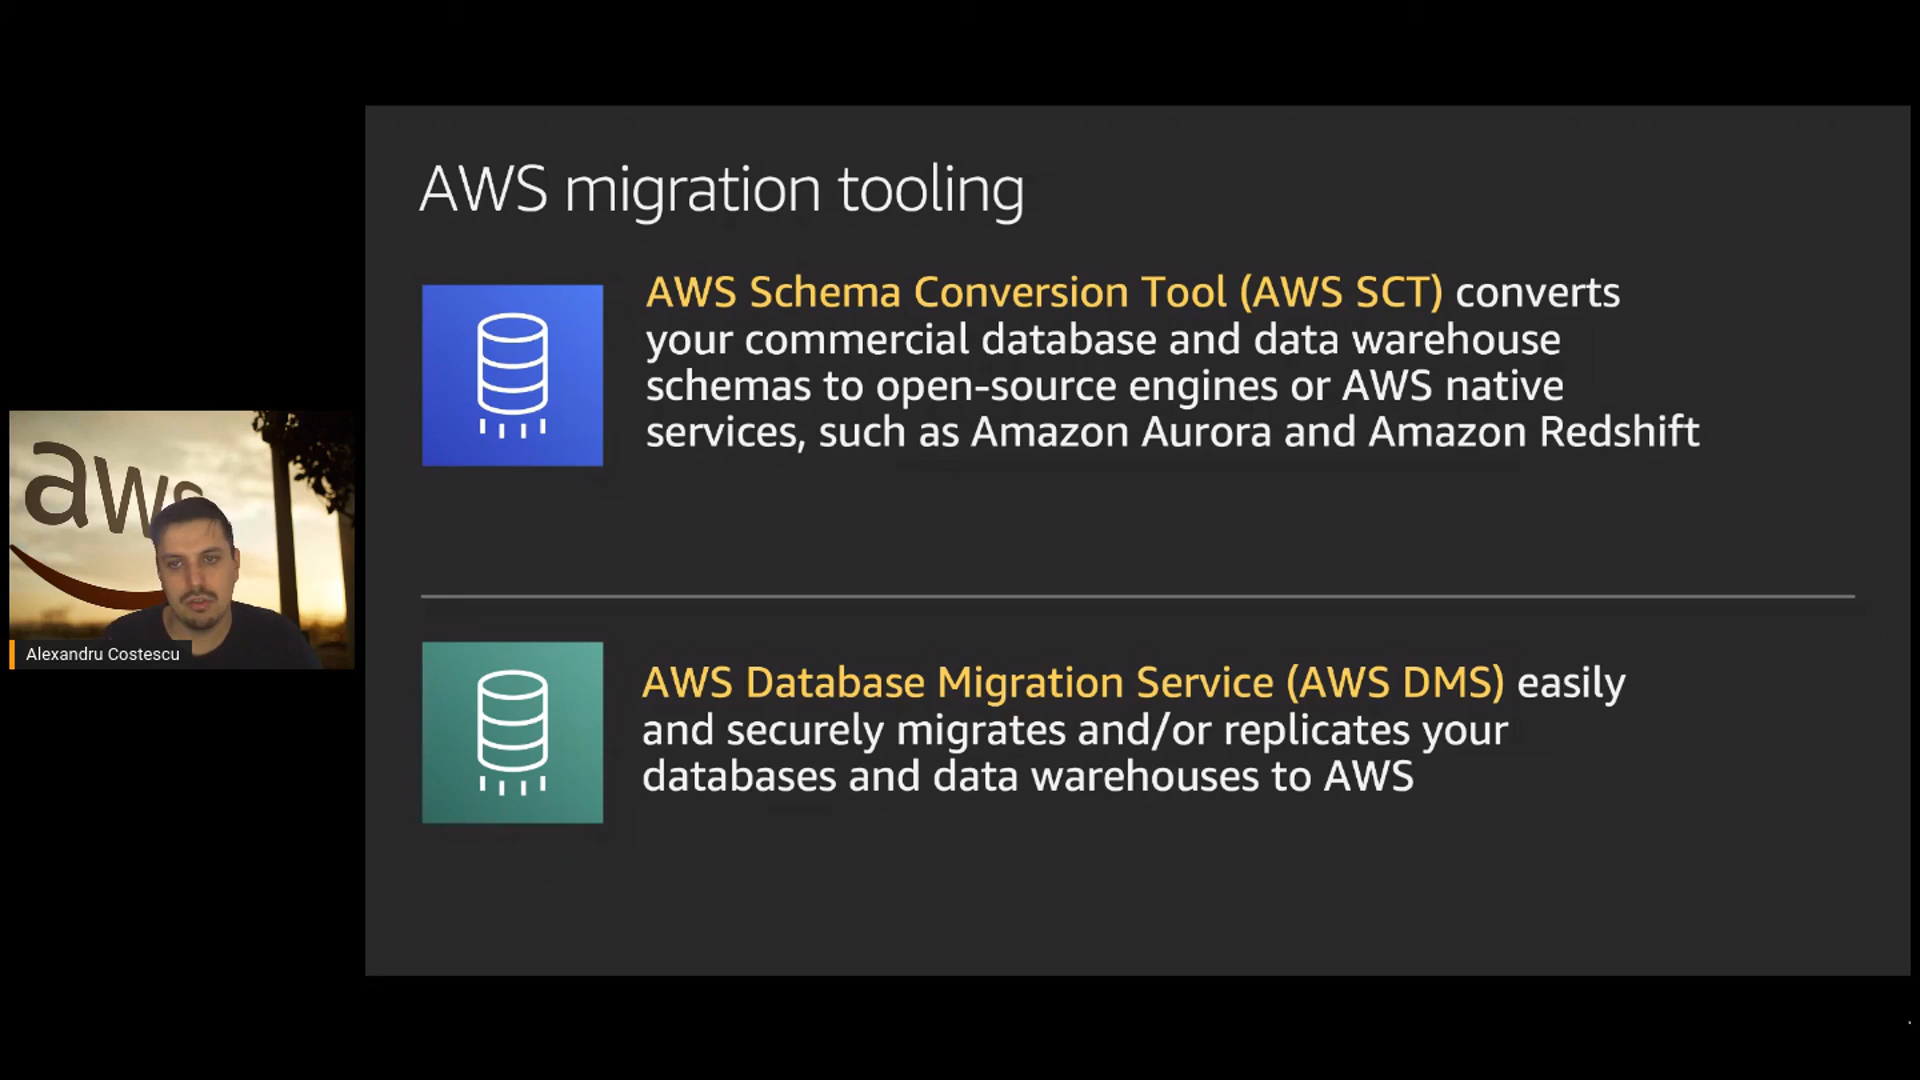 AWS migration tooling
AWS Schema Conversion Tool (AWS SCT) converts
your commercial database and data warehouse
schemas to open-source engines or AWS native
services, such as Amazon Aurora and Amazon Redshift
aws
Alexandru Costescu
AWS Database Migration Service (AWS DMS) easily
and securely migrates and/or replicates your
databases and data warehouses to AWS